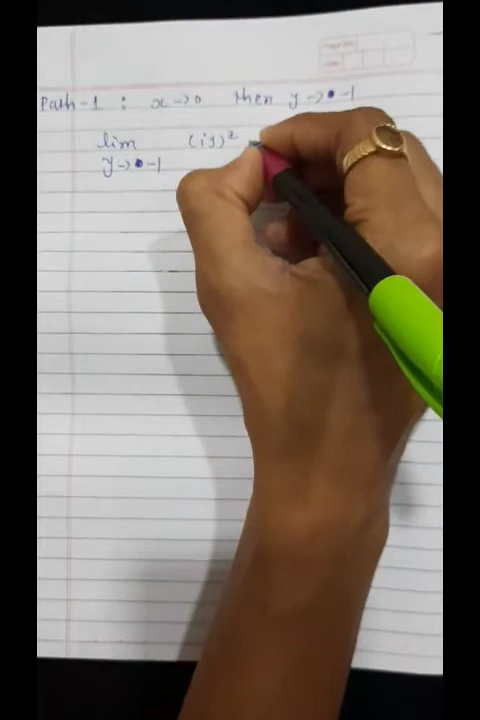 Path-1 : x→0 then y→-1
lim (iy)²
y→-1